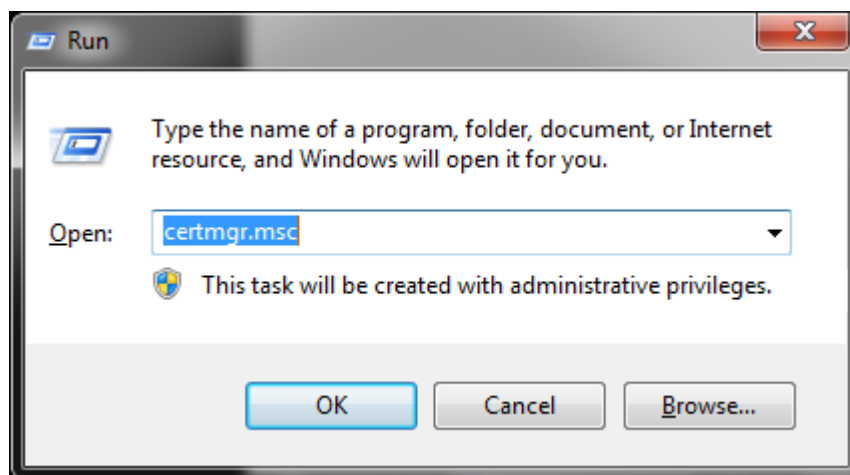 Run
Type the name of a program, folder, document, or Internet
resource, and Windows will open it for you.
Open: certmgr.msc
This task will be created with administrative privileges.
OK Cancel Browse...